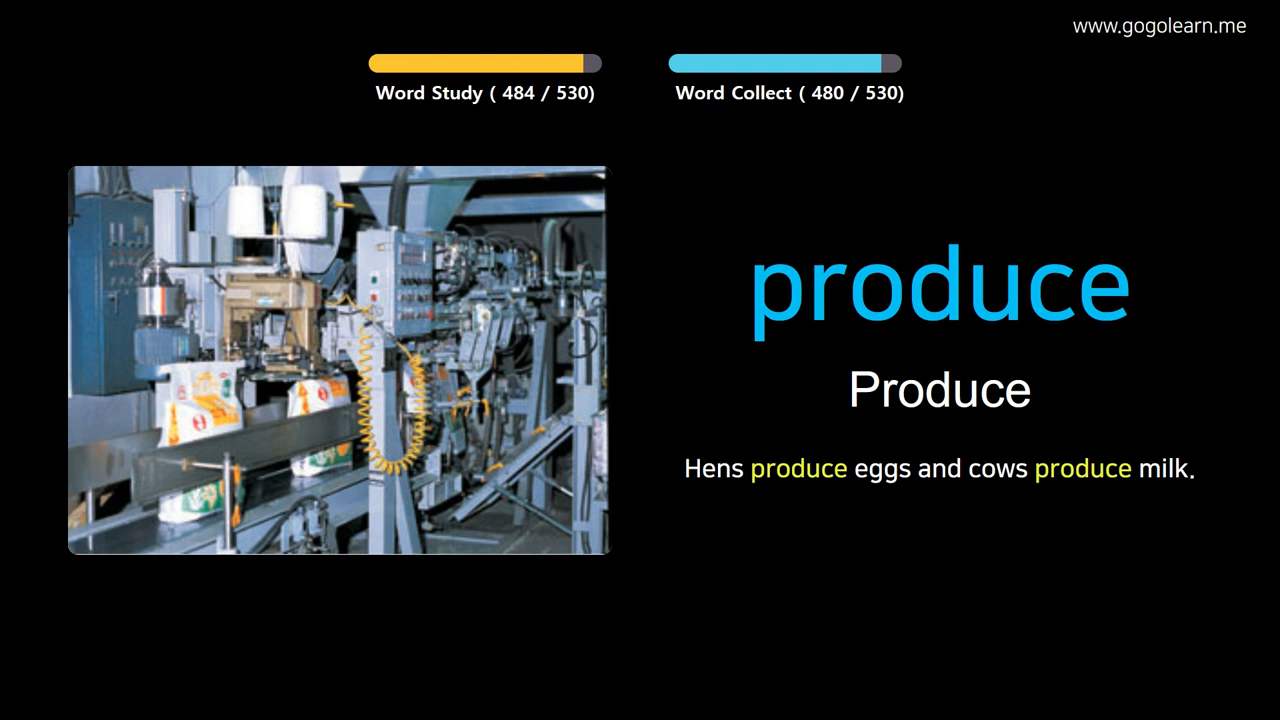 www.gogolearn.me
Word Study ( 484 / 530)
Word Collect ( 480 / 530)
produce
Produce
Hens produce eggs and cows produce milk.